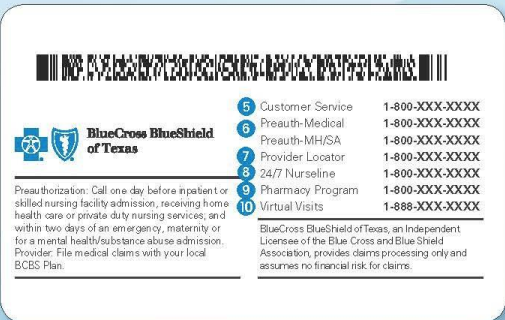 BlueCross BlueShield
of Texas
Preauthorization: Call one day before inpatient or
skilled nursing facility admission, receiving home
health care or private duty nursing services; and
within two days of an emergency, maternity or
for a mental health/substance abuse admission.
Provider: File medical claims with your local
BCBS Plan.
5 Customer Service 1-800-XXX-XXXX
6 Preauth-Medical 1-800-XXX-XXXX
Preauth-MH/SA 1-800-XXX-XXXX
7 Provider Locator 1-800-XXX-XXXX
8 24/7 Nurseline 1-800-XXX-XXXX
9 Pharmacy Program 1-800-XXX-XXXX
10 Virtual Visits 1-888-XXX-XXXX
BlueCross BlueShield of Texas, an Independent
Licensee of the Blue Cross and Blue Shield
Association, provides claims processing only and
assumes no financial risk for claims.